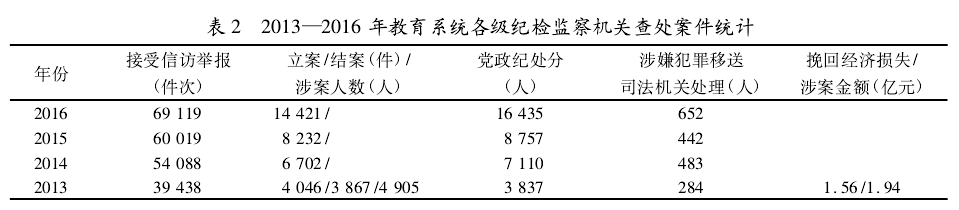 表 2 2013—2016 年教育系统各级纪检监察机关查处案件统计
年份 接受信访举报(件次) 立案/结案(件)/涉案人数(人) 党政纪处分(人) 涉嫌犯罪移送司法机关处理(人) 挽回经济损失/涉案金额(亿元)
2016 69 119 14 421/ 16 435 652
2015 60 019 8 232/ 8 757 442
2014 54 088 6 702/ 7 110 483
2013 39 438 4 046/3 867/4 905 3 837 284 1.56/1.94